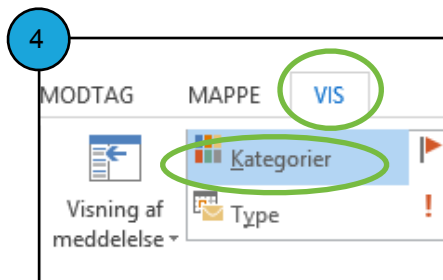 4
MODTAG MAPPE VIS
Kategorier
Type
Visning af
meddelelse
!